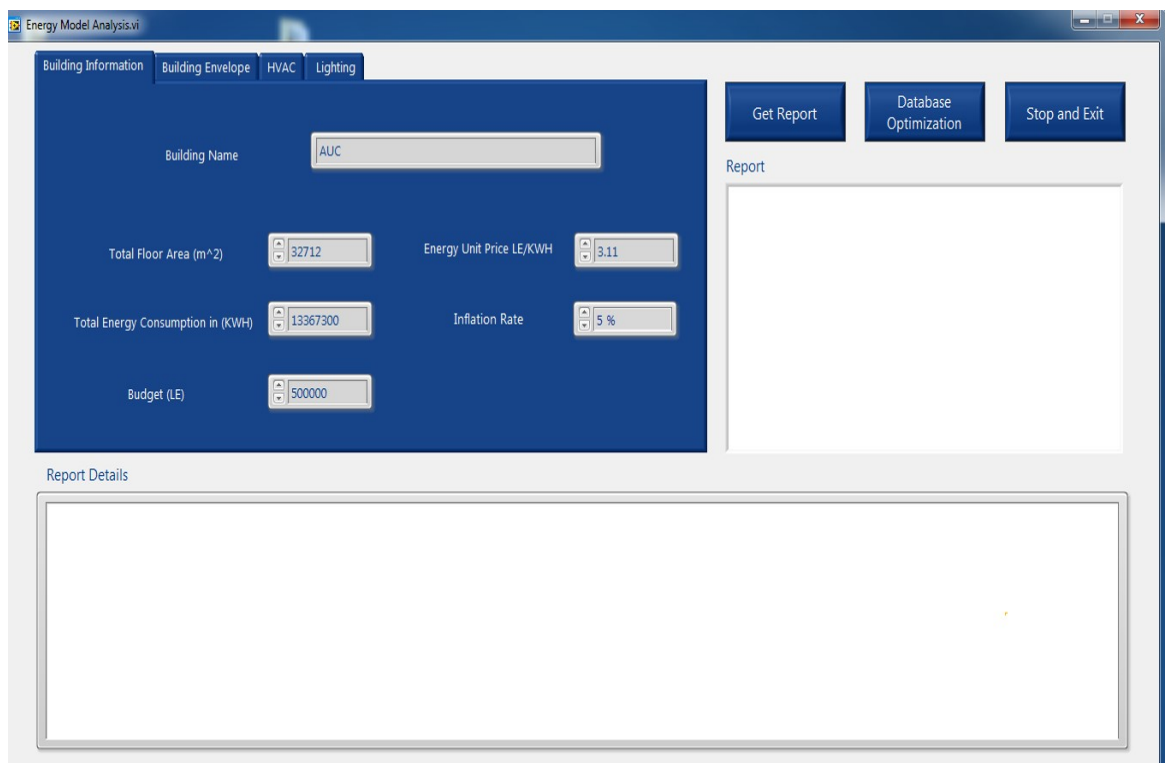 Energy Model Analysis.vi
Building Information Building Envelope HVAC Lighting
Building Name AUC
Total Floor Area (m^2) 32712 Energy Unit Price LE/KWH 3.11
Total Energy Consumption in (KWH) 13367300 Inflation Rate 5 %
Budget (LE) 500000
Get Report
Database
Optimization
Stop and Exit
Report
Report Details